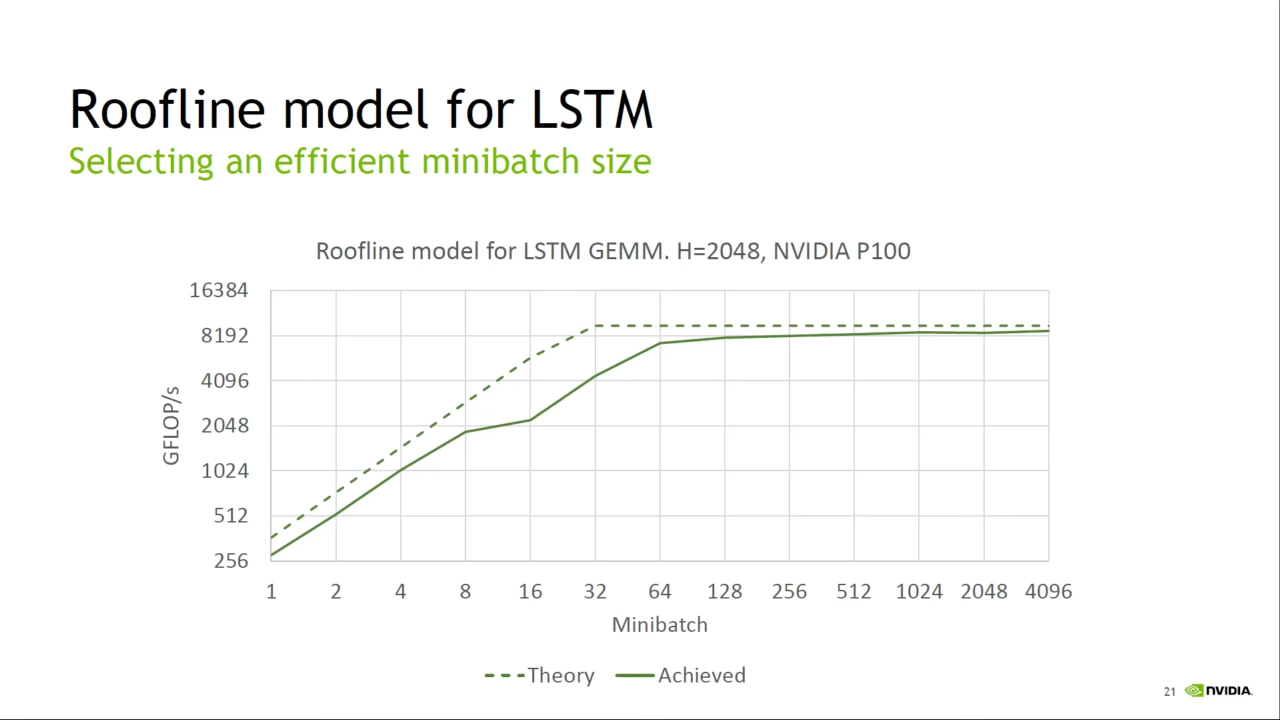 Roofline model for LSTM
Selecting an efficient minibatch size
Roofline model for LSTM GEMM. H=2048, NVIDIA P100
16384
8192
4096
2048
1024
512
256
GFLOP/s
1 2 4 8 16 32 64 128 256 512 1024 2048 4096
Minibatch
Theory Achieved
21 NVIDIA.